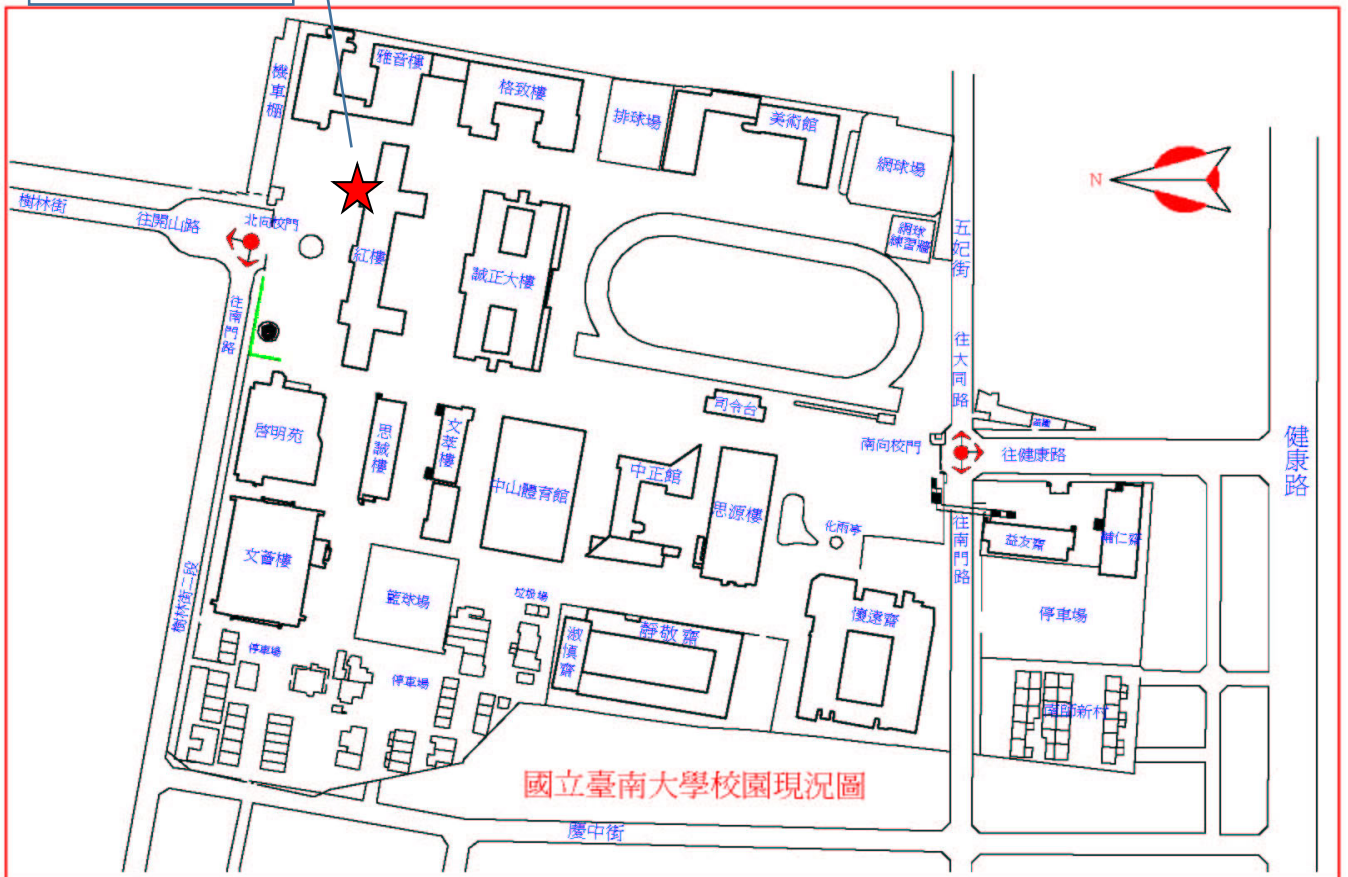 雅音樓
機車棚
格致樓
排球場
美術館
網球場
N
樹林街
往開山路
北向校門
紅樓
誠正大樓
網球
練習牆
五妃街
往南門路
往大同路
司令台
南向校門
往健康路
健康路
啓明苑
思誠樓
文萃樓
中山體育館
中正館
思源樓
化雨亭
往南門路
益友齋
輔仁齋
文薈樓
樹林街二段
籃球場
垃圾場
淑慎齋
靜敬齋
懷遠齋
停車場
停車場
停車場
南師新村
國立臺南大學校園現況圖
慶中街